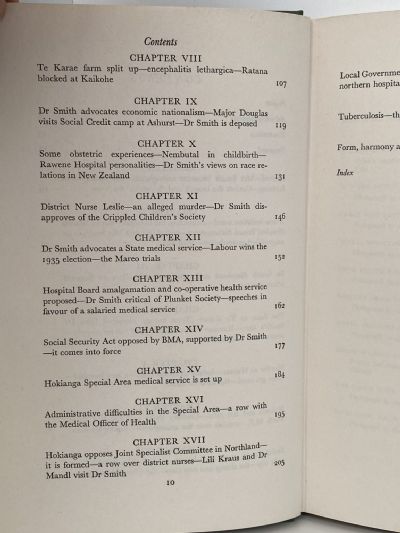 Contents
CHAPTER VIII
Te Karae farm split up—encephalitis lethargica—Ratana
blocked at Kaikohe
107
CHAPTER IX
Dr Smith advocates economic nationalism—Major Douglas
visits Social Credit camp at Ashurst—Dr Smith is deposed 119
CHAPTER X
Some obstetric experiences—Nembutal in childbirth—
Rawene Hospital personalities—Dr Smith's views on race re-
lations in New Zealand 131
CHAPTER XI
District Nurse Leslie—an alleged murder—Dr Smith dis-
approves of the Crippled Children's Society 146
CHAPTER XII
Dr Smith advocates a State medical service—Labour wins the
1935 election—the Mareo trials 152
CHAPTER XIII
Hospital Board amalgamation and co-operative health service
proposed—Dr Smith critical of Plunket Society—speeches in
favour of a salaried medical service 162
CHAPTER XIV
Social Security Act opposed by BMA, supported by Dr Smith
—it comes into force 177
CHAPTER XV
Hokianga Special Area medical service is set up 184
CHAPTER XVI
Administrative difficulties in the Special Area—a row with
the Medical Officer of Health 195
CHAPTER XVII
Hokianga opposes Joint Specialist Committee in Northland—
it is formed—a row over district nurses—Lili Kraus and Dr
Mandl visit Dr Smith 205
10
Local Governme
northern hospita
Tuberculosis—th
Form, harmony a
Index